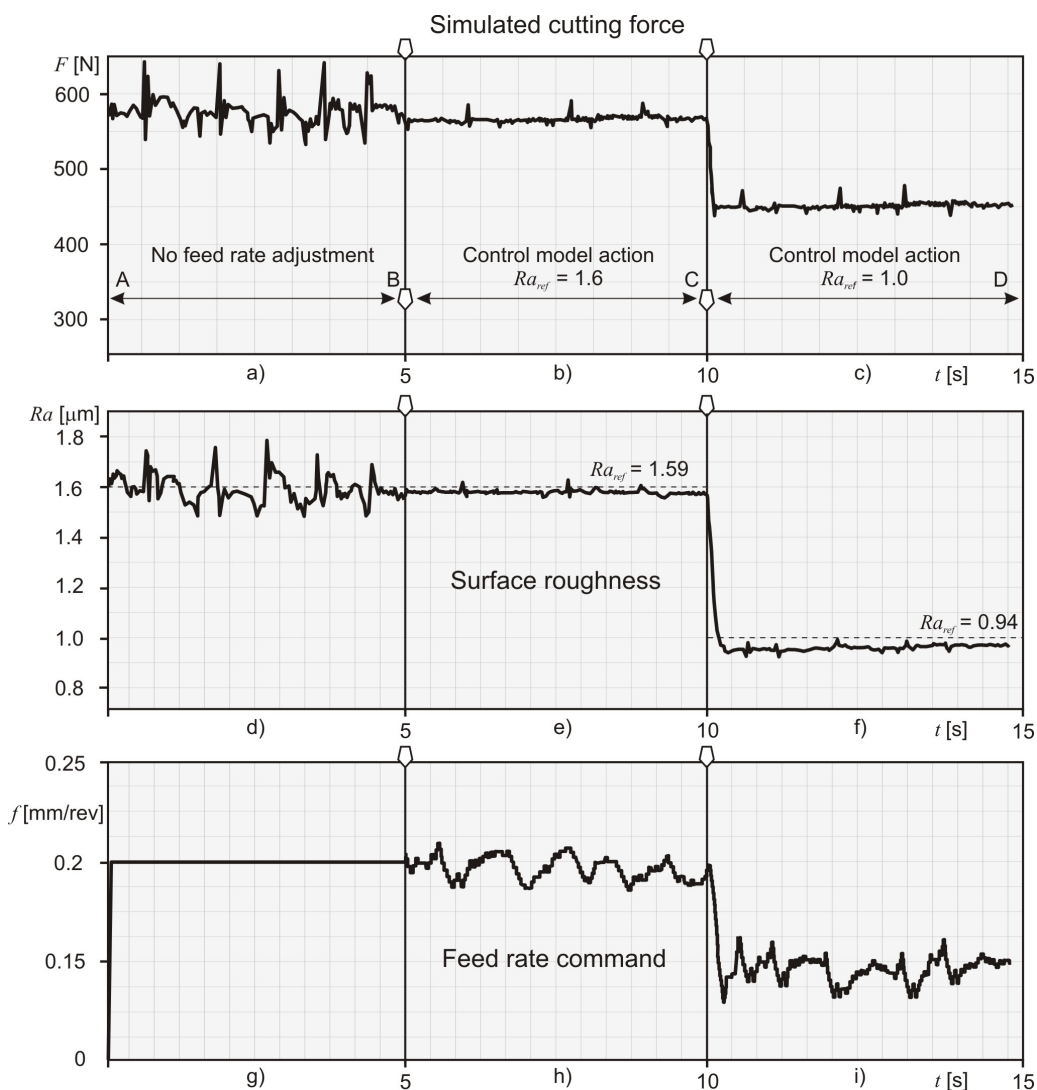 Simulated cutting force
F [N]
600
500
400
300
No feed rate adjustment
A B
Control model action
Ra_ref = 1.6 C
Control model action
Ra_ref = 1.0 D
a) 5 b) 10 c) t [s] 15
Ra [μm]
1.8
1.6
1.4
1.2
1.0
0.8
Ra_ref = 1.59
Surface roughness
Ra_ref = 0.94
d) 5 e) 10 f) t [s] 15
0.25
f [mm/rev]
0.2
0.15
0
Feed rate command
g) 5 h) 10 i) t [s] 15